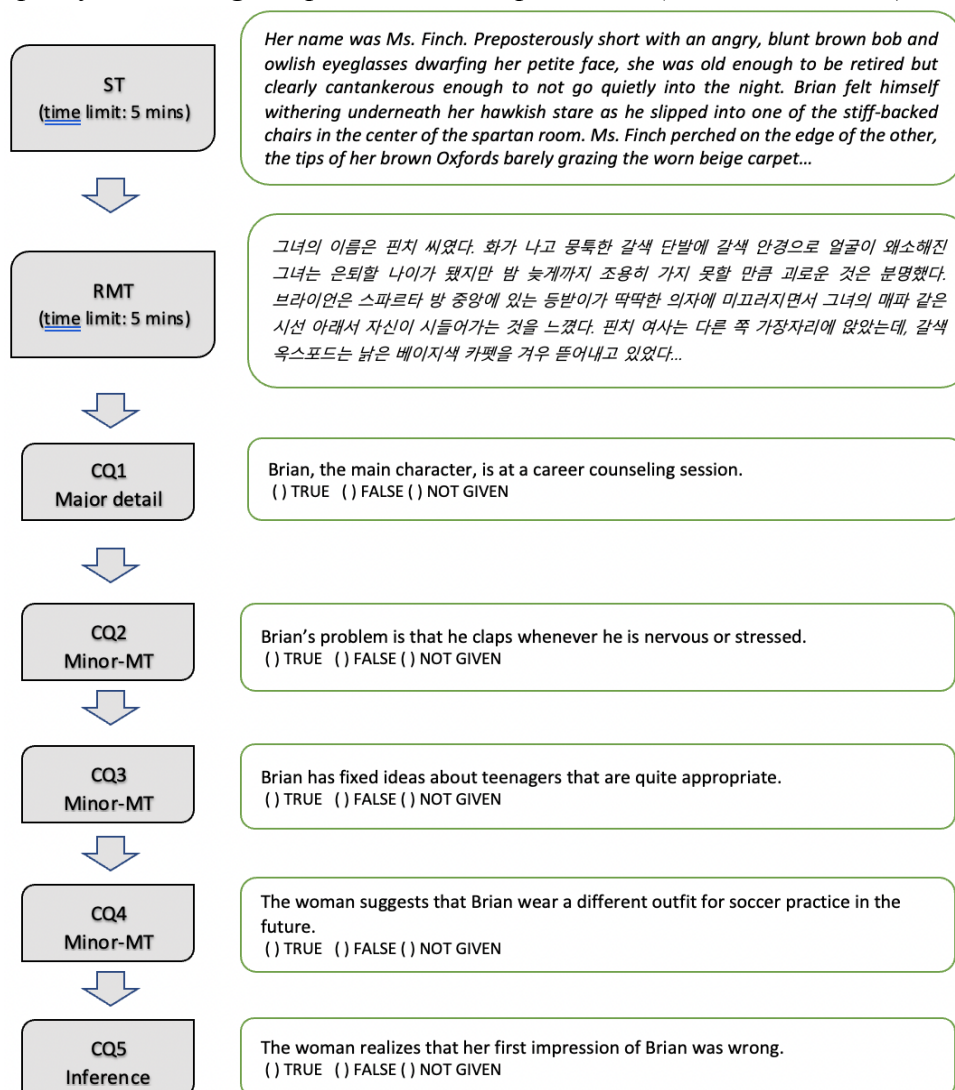 ST
(time limit: 5 mins)
Her name was Ms. Finch. Preposterously short with an angry, blunt brown bob and
owlish eyeglasses dwarfing her petite face, she was old enough to be retired but
clearly cantankerous enough to not go quietly into the night. Brian felt himself
withering underneath her hawkish stare as he slipped into one of the stiff-backed
chairs in the center of the spartan room. Ms. Finch perched on the edge of the other,
the tips of her brown Oxfords barely grazing the worn beige carpet...
RMT
(time limit: 5 mins)
그녀의 이름은 핀치 씨였다. 화가 나고 뭉툭한 갈색 단발에 갈색 안경으로 얼굴이 왜소해진
그녀는 은퇴할 나이가 됐지만 밤 늦게까지 조용히 가지 못할 만큼 괴로운 것은 분명했다.
브라이언은 스파르타 방 중앙에 있는 등받이가 딱딱한 의자에 미끄러지면서 그녀의 매파 같은
시선 아래서 자신이 시들어가는 것을 느꼈다. 핀치 여사는 다른 쪽 가장자리에 앉았는데, 갈색
옥스포드는 낡은 베이지색 카펫을 겨우 뜯어내고 있었다...
CQ1
Major detail
Brian, the main character, is at a career counseling session.
( ) TRUE ( ) FALSE ( ) NOT GIVEN
CQ2
Minor-MT
Brian's problem is that he claps whenever he is nervous or stressed.
( ) TRUE ( ) FALSE ( ) NOT GIVEN
CQ3
Minor-MT
Brian has fixed ideas about teenagers that are quite appropriate.
( ) TRUE ( ) FALSE ( ) NOT GIVEN
CQ4
Minor-MT
The woman suggests that Brian wear a different outfit for soccer practice in the
future.
( ) TRUE ( ) FALSE ( ) NOT GIVEN
CQ5
Inference
The woman realizes that her first impression of Brian was wrong.
( ) TRUE ( ) FALSE ( ) NOT GIVEN